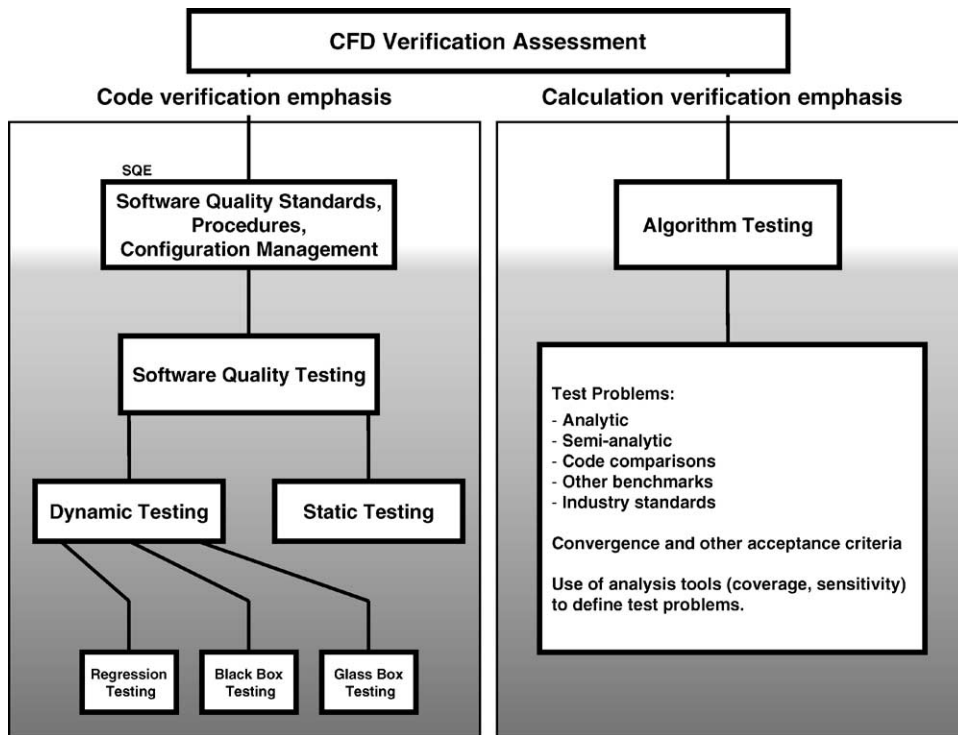 CFD Verification Assessment
Code verification emphasis
Calculation verification emphasis
SQE
Software Quality Standards,
Procedures,
Configuration Management
Algorithm Testing
Software Quality Testing
Test Problems:
- Analytic
- Semi-analytic
- Code comparisons
- Other benchmarks
- Industry standards
Convergence and other acceptance criteria
Use of analysis tools (coverage, sensitivity)
to define test problems.
Dynamic Testing
Static Testing
Regression
Testing
Black Box
Testing
Glass Box
Testing